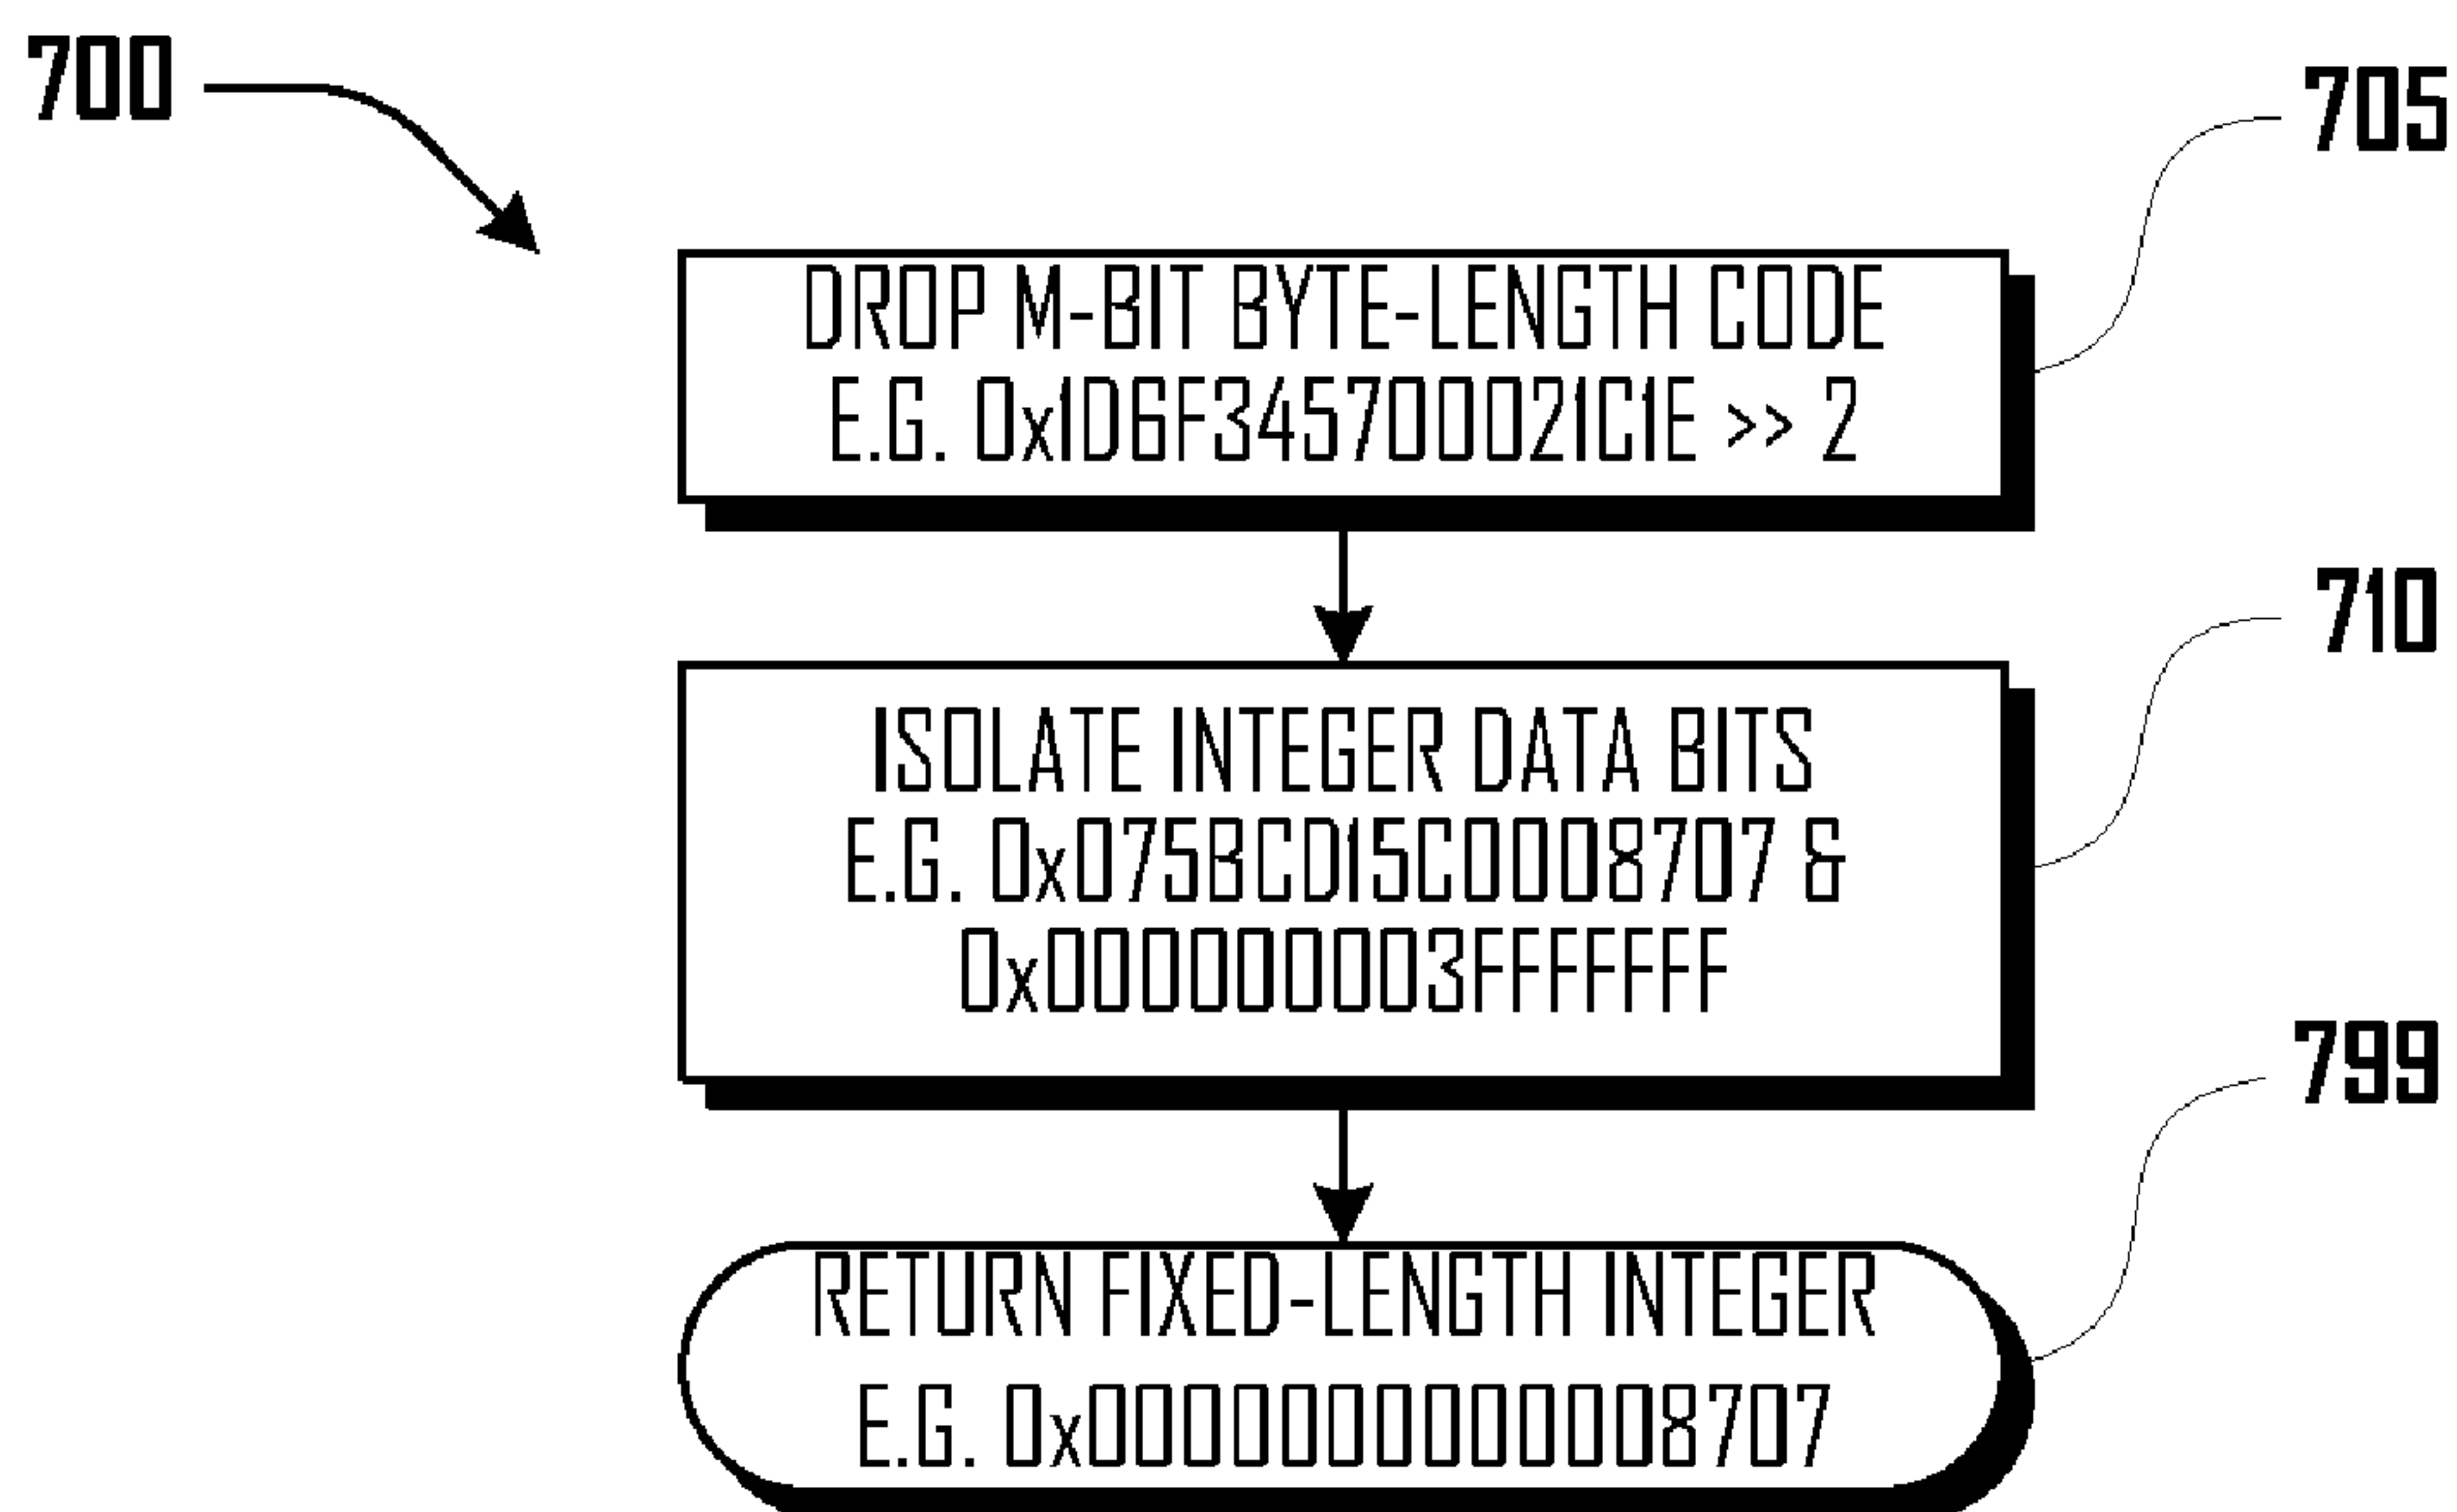 700
705
DROP M-BIT BYTE-LENGTH CODE
E.G. 0x1D6F345700021C1E >> 2
710
ISOLATE INTEGER DATA BITS
E.G. 0x075BCD15C0008707 &
0x000000003FFFFFFF
799
RETURN FIXED-LENGTH INTEGER
E.G. 0x0000000000008707